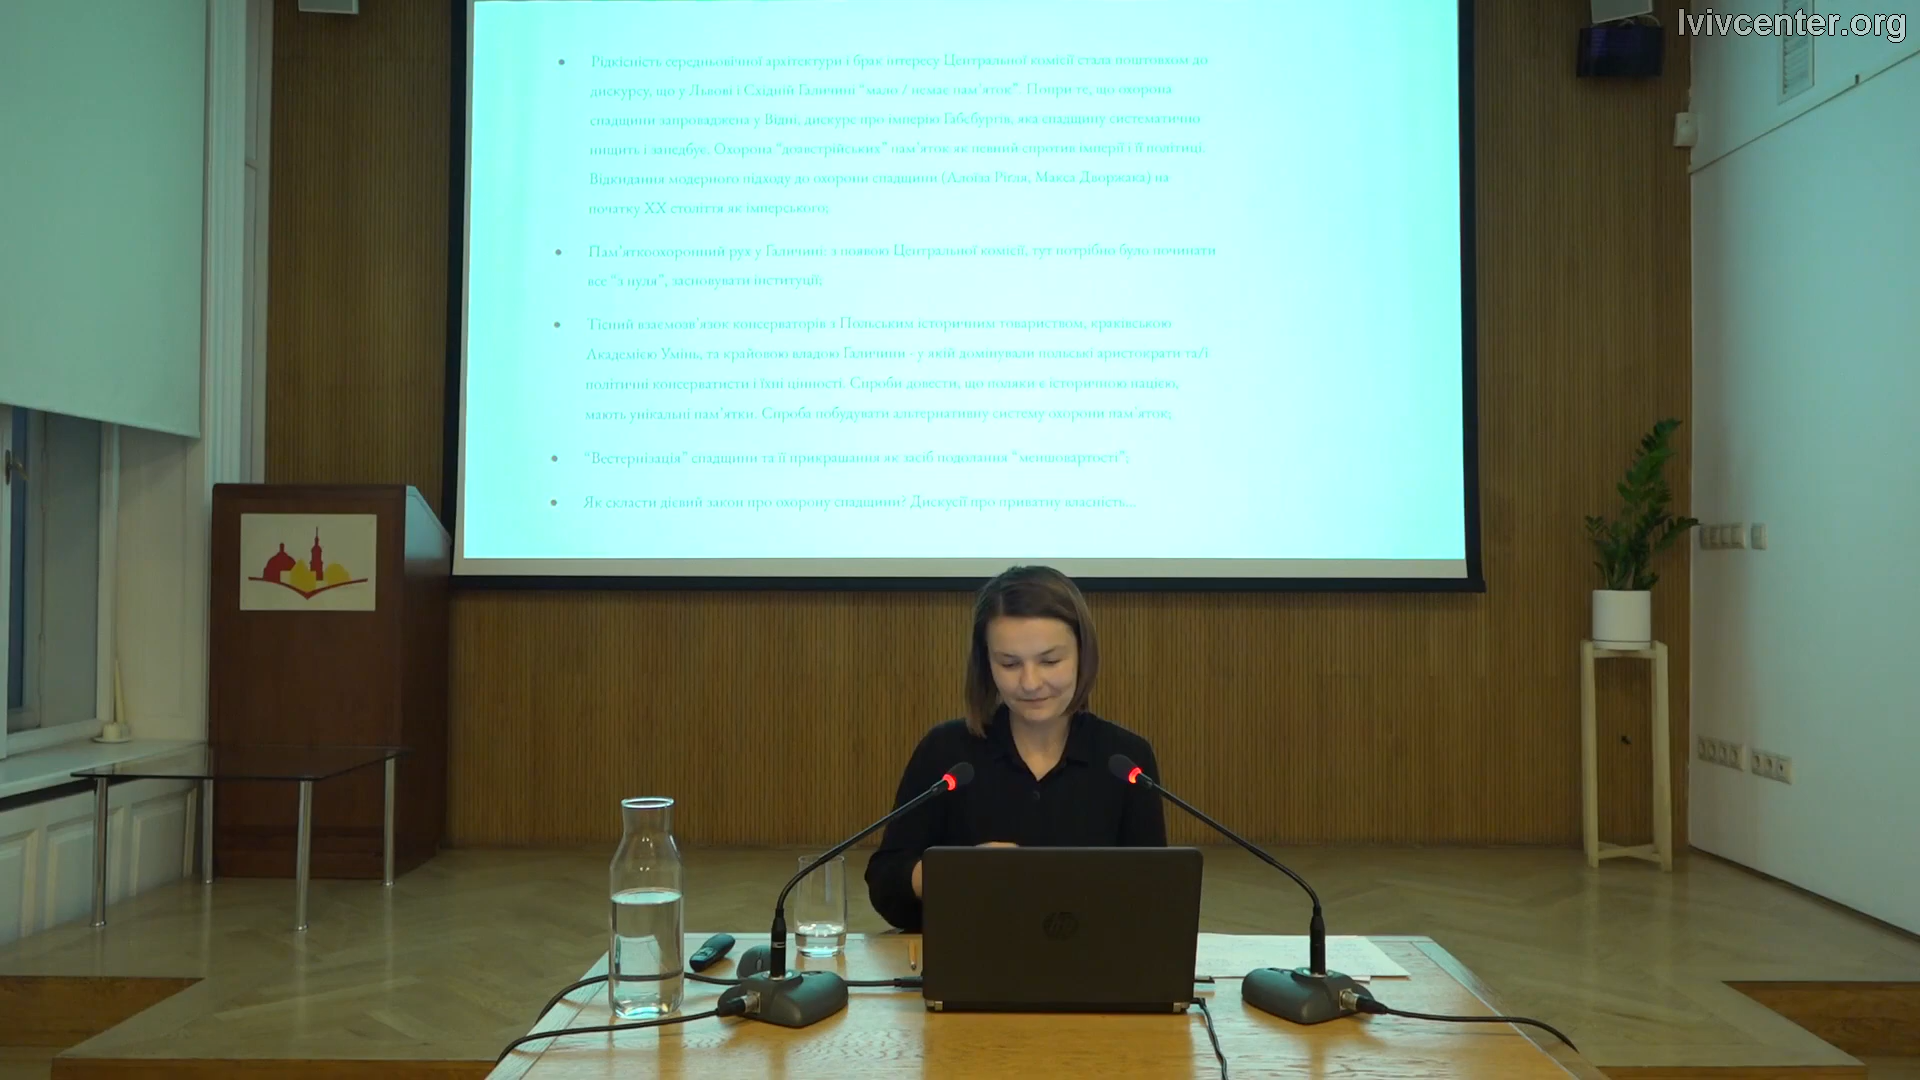 lvivcenter.org
• Рідкісність середньовічної архітектури і брак інтересу Центральної комісії стала поштовхом до
дискурсу, що у Львові і Східній Галичині “мало / немає пам'яток”. Попри те, що охорона
спадщини запроваджена у Відні, дискурс про імперію Габсбургів, яка спадщину систематично
нищить і занедбує. Охорона “доавстрійських” пам'яток як певний спротив імперії і її політиці.
Відкидання модерного підходу до охорони спадщини (Алоїза Ріґля, Макса Дворжака) на
початку ХХ століття як імперського;
• Пам'яткоохоронний рух у Галичині: з появою Центральної комісії, тут потрібно було починати
все “з нуля”, засновувати інституції;
• Тісний взаємозв'язок консерваторів з Польським історичним товариством, краківською
Академією Умінь, та крайовою владою Галичини - у якій домінували польські аристократи та/ї
політичні консерватисти і їхні цінності. Спроби довести, що поляки є історичною нацією,
мають унікальні пам'ятки. Спроба побудувати альтернативну систему охорони пам'яток;
• “Вестернізація” спадщини та її прикрашання як засіб подолання “меншовартості”;
• Як скласти дієвий закон про охорону спадщини? Дискусії про приватну власність...
hp